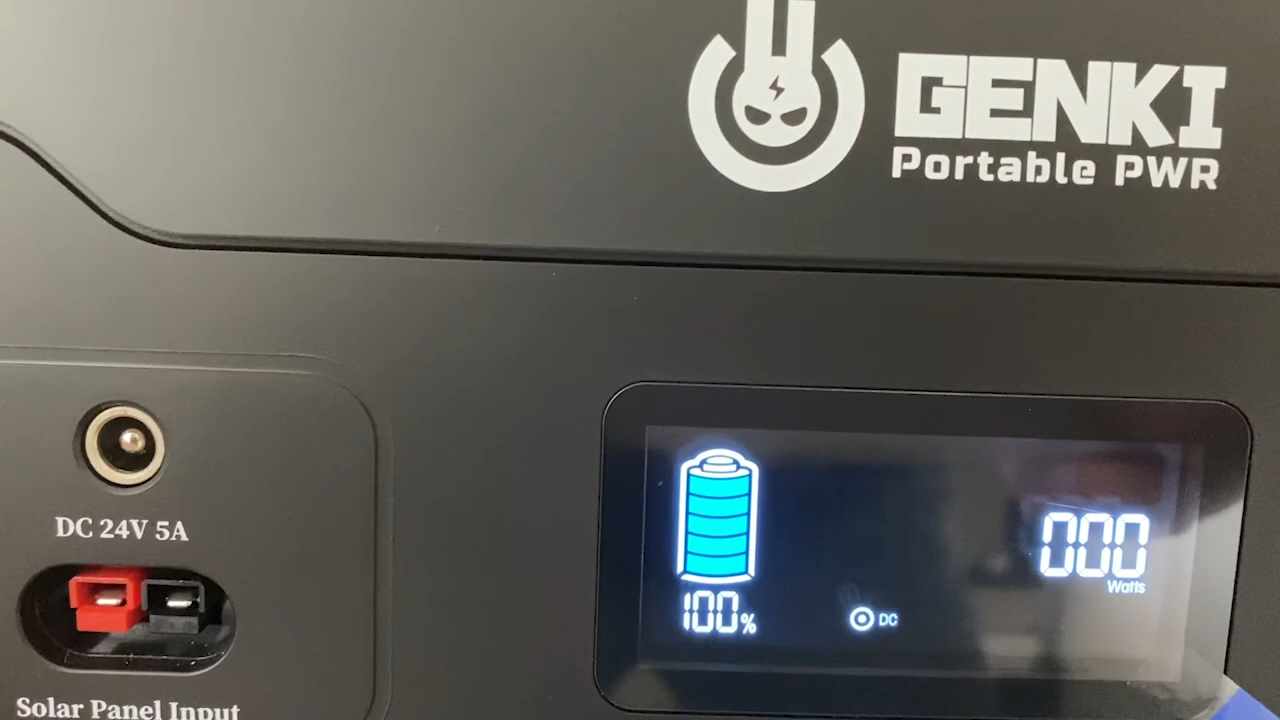 GENKI
Portable PWR
DC 24V 5A
Solar Panel Input
100%
DC
000
Watts